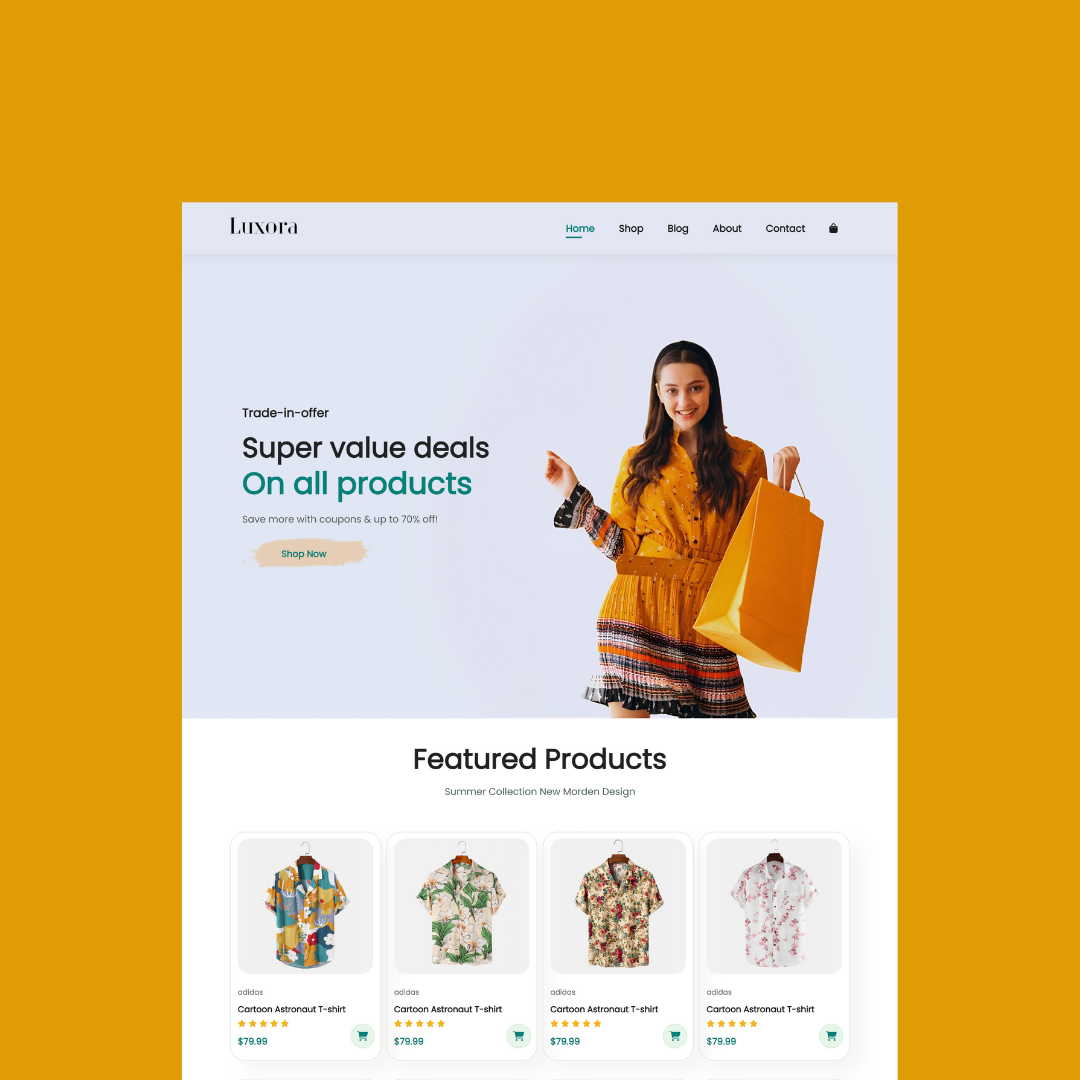 Luxora
Home Shop Blog About Contact
Trade-in-offer
Super value deals
On all products
Save more with coupons & up to 70% off!
Shop Now
Featured Products
Summer Collection New Morden Design
adidas
Cartoon Astronaut T-shirt
$79.99
adidas
Cartoon Astronaut T-shirt
$79.99
adidas
Cartoon Astronaut T-shirt
$79.99
adidas
Cartoon Astronaut T-shirt
$79.99